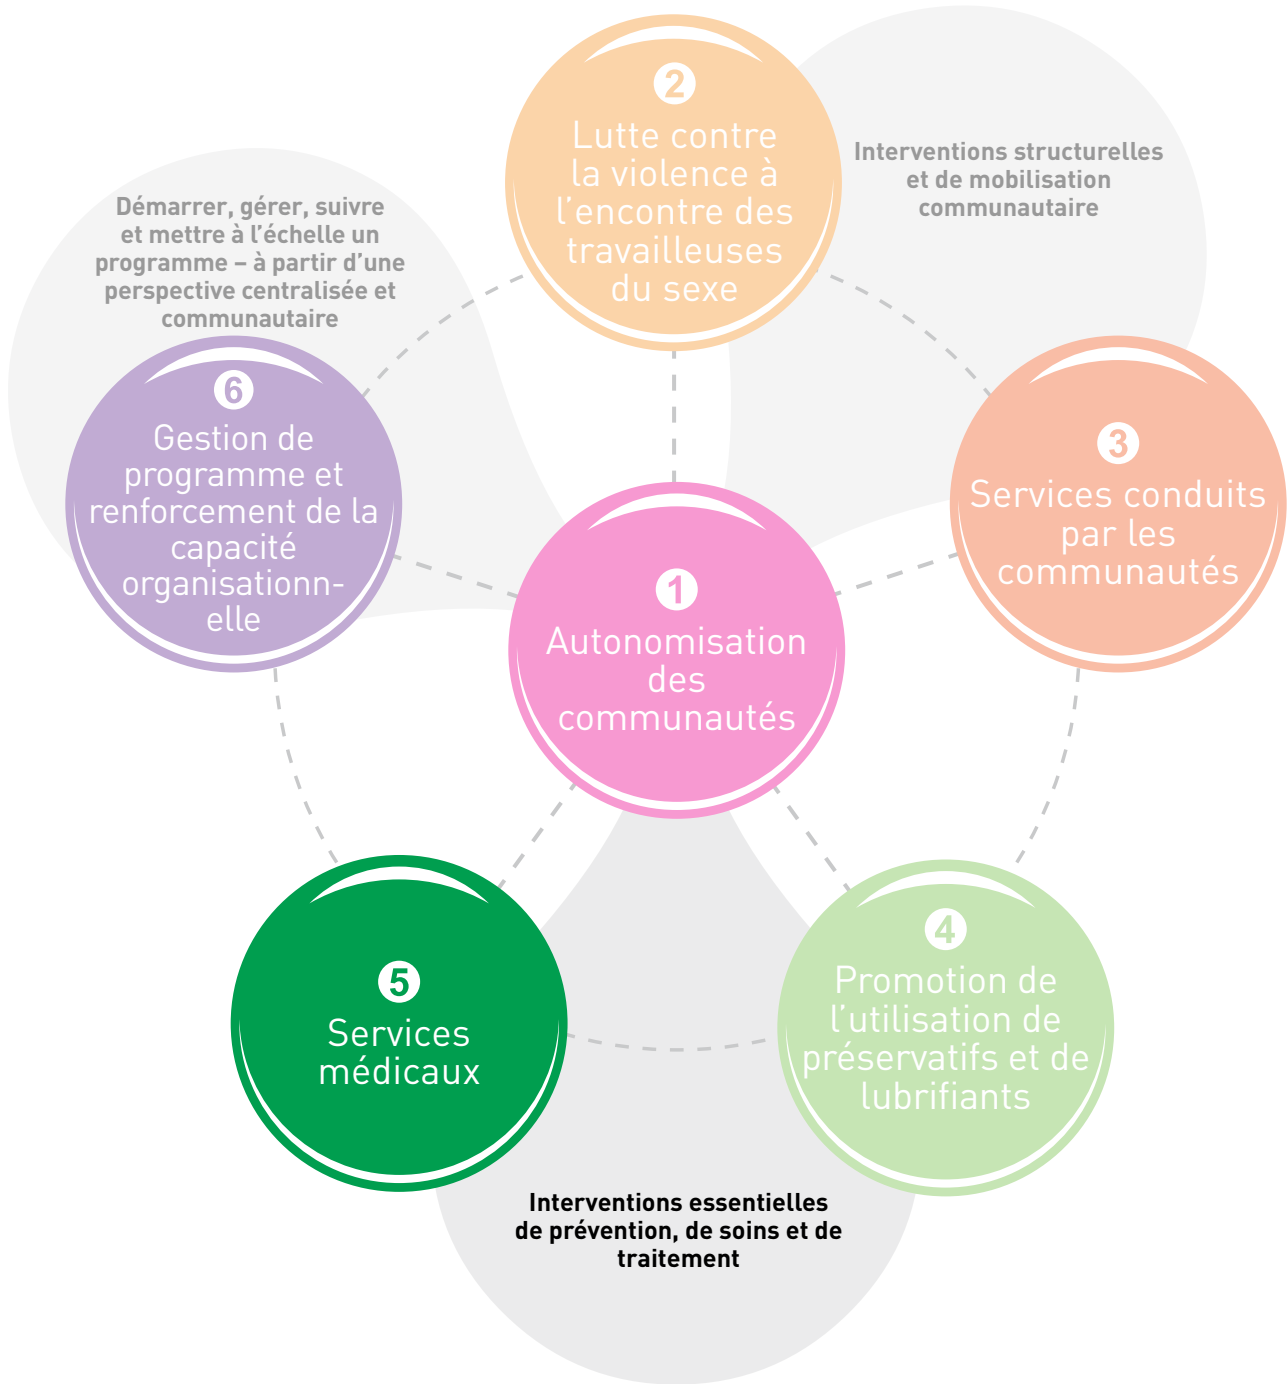 2
Lutte contre
la violence à
l’encontre des
travailleuses
du sexe
Interventions structurelles
et de mobilisation
communautaire
Démarrer, gérer, suivre
et mettre à l’échelle un
programme – à partir d’une
perspective centralisée et
communautaire
6
Gestion de
programme et
renforcement de la
capacité
organisationn-
elle
3
Services conduits
par les
communautés
1
Autonomisation
des
communautés
5
Services
médicaux
4
Promotion de
l’utilisation de
préservatifs et de
lubrifiants
Interventions essentielles
de prévention, de soins et de
traitement